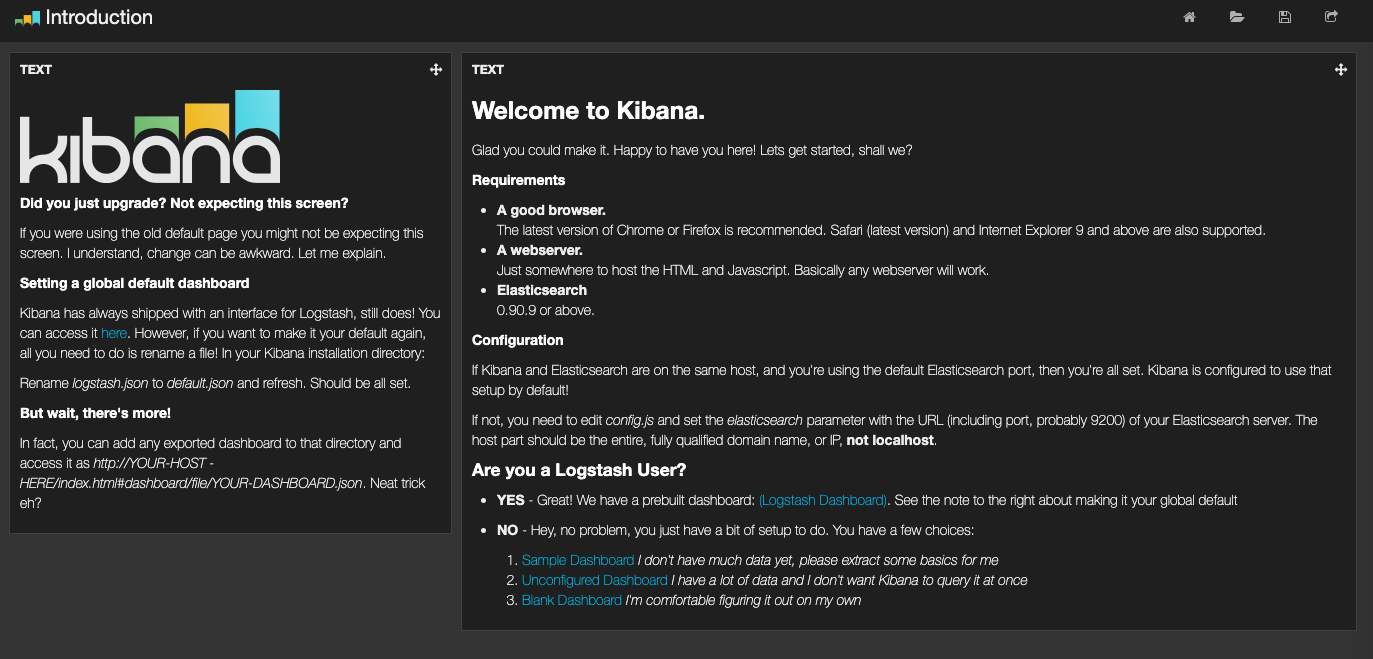 Introduction
TEXT
kibana
Did you just upgrade? Not expecting this screen?
If you were using the old default page you might not be expecting this
screen. I understand, change can be awkward. Let me explain.
Setting a global default dashboard
Kibana has always shipped with an interface for Logstash, still does! You
can access it here. However, if you want to make it your default again,
all you need to do is rename a file! In your Kibana installation directory:
Rename logstash.json to default.json and refresh. Should be all set.
But wait, there's more!
In fact, you can add any exported dashboard to that directory and
access it as http://YOUR-HOST -
HERE/index.html#dashboard/file/YOUR-DASHBOARD.json. Neat trick
eh?
TEXT
Welcome to Kibana.
Glad you could make it. Happy to have you here! Lets get started, shall we?
Requirements
• A good browser.
The latest version of Chrome or Firefox is recommended. Safari (latest version) and Internet Explorer 9 and above are also supported.
• A webserver.
Just somewhere to host the HTML and Javascript. Basically any webserver will work.
• Elasticsearch
0.90.9 or above.
Configuration
If Kibana and Elasticsearch are on the same host, and you're using the default Elasticsearch port, then you're all set. Kibana is configured to use that
setup by default!
If not, you need to edit config.js and set the elasticsearch parameter with the URL (including port, probably 9200) of your Elasticsearch server. The
host part should be the entire, fully qualified domain name, or IP, not localhost.
Are you a Logstash User?
• YES - Great! We have a prebuilt dashboard: (Logstash Dashboard). See the note to the right about making it your global default
• NO - Hey, no problem, you just have a bit of setup to do. You have a few choices:
1. Sample Dashboard I don't have much data yet, please extract some basics for me
2. Unconfigured Dashboard I have a lot of data and I don't want Kibana to query it at once
3. Blank Dashboard I'm comfortable figuring it out on my own